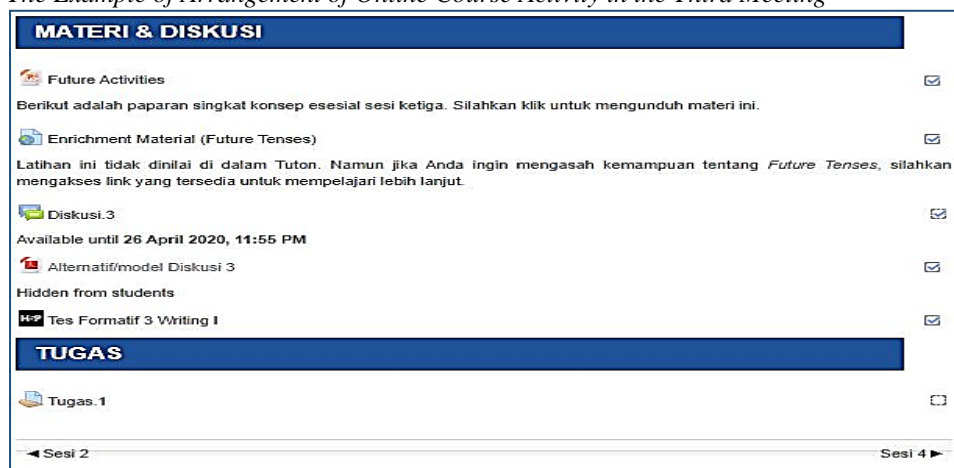 The Example of Arrangement of Online Course Activity in the Third Meeting
MATERI & DISKUSI
Future Activities
Berikut adalah paparan singkat konsep esesial sesi ketiga. Silahkan klik untuk mengunduh materi ini.
Enrichment Material (Future Tenses)
Latihan ini tidak dinilai di dalam Tuton. Namun jika Anda ingin mengasah kemampuan tentang Future Tenses, silahkan
mengakses link yang tersedia untuk mempelajari lebih lanjut.
Diskusi.3
Available until 26 April 2020, 11:55 PM
Alternatif/model Diskusi 3
Hidden from students
H-P Tes Formatif 3 Writing I
TUGAS
Tugas.1
◄ Sesi 2
Sesi 4 ►